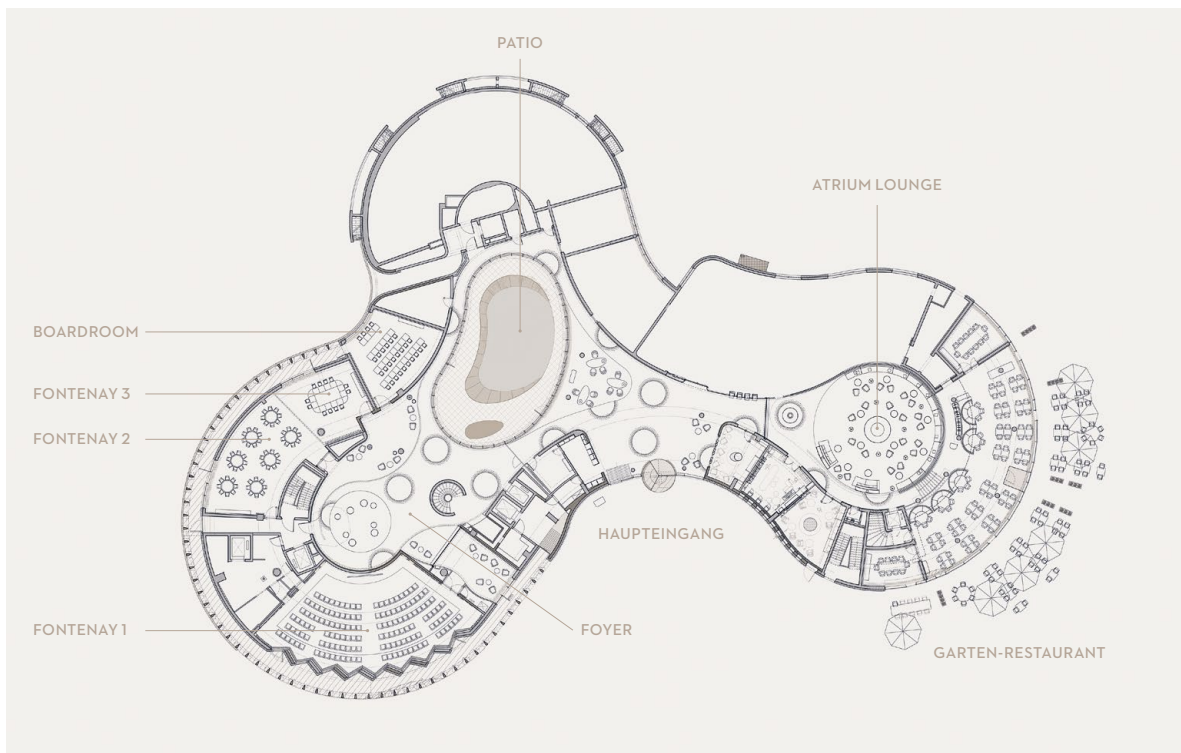 PATIO
ATRIUM LOUNGE
BOARDROOM
FONTENAY 3
FONTENAY 2
HAUPTEINGANG
FONTENAY 1
FOYER
GARTEN-RESTAURANT